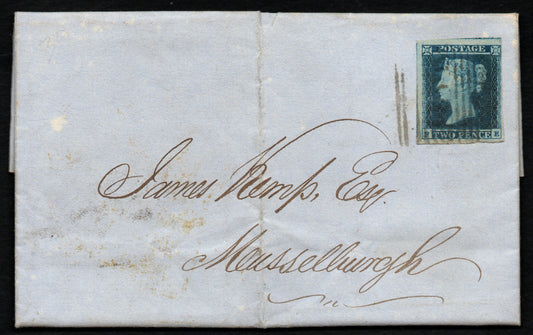 POSTAGE
TWO PENCE
E
James Kemp, Esq.
Musselburgh